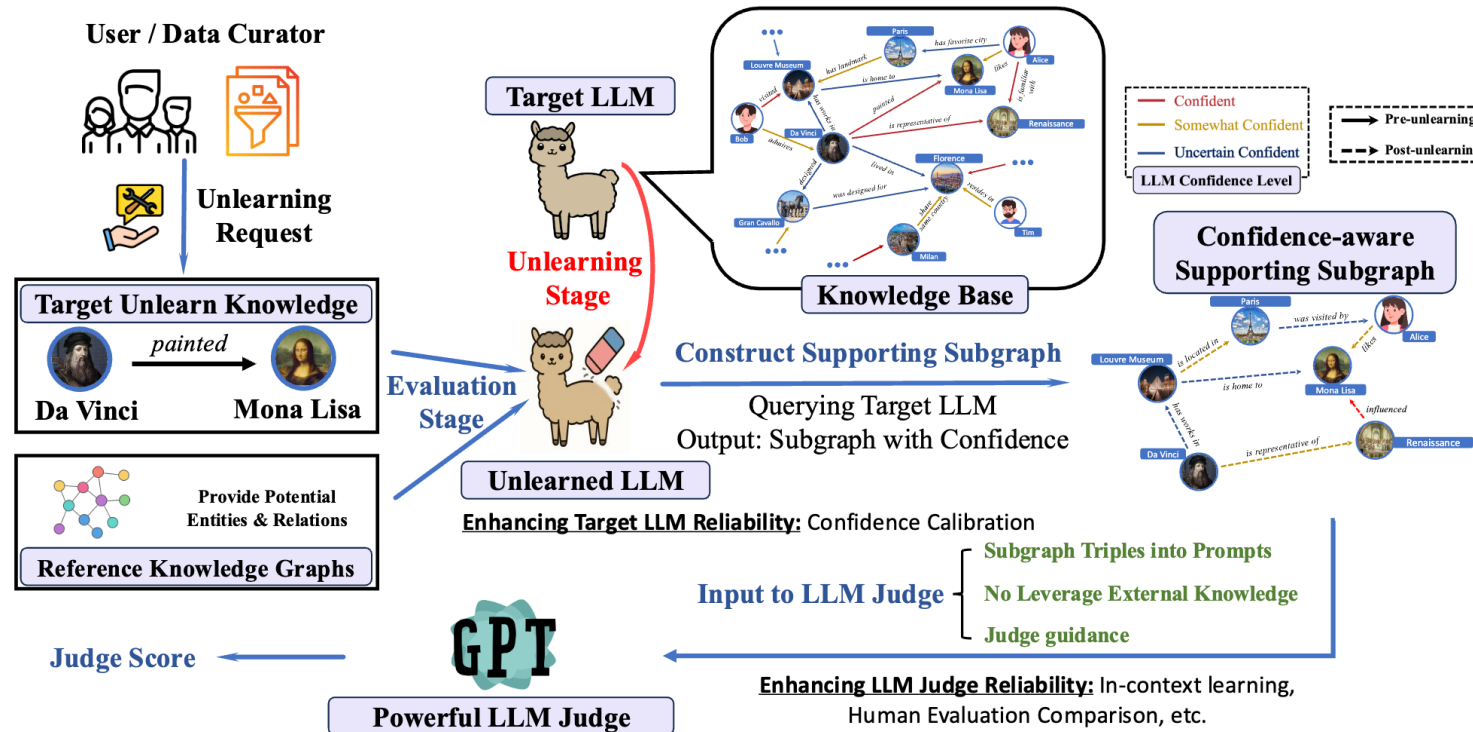 User / Data Curator
Unlearning
Request
Target Unlearn Knowledge
painted
Da Vinci
Mona Lisa
Provide Potential
Entities & Relations
Reference Knowledge Graphs
Target LLM
Unlearning
Stage
Evaluation
Stage
Unlearned LLM
Louvre Museum
Paris
Alice
Mona Lisa
Renaissance
Bob
Da Vinci
Florence
Gran Cavallo
Milan
Tim
has favorite city
has landmark
likes
is home to
is familiar
with
visited
has works in
painted
is representative of
admires
designed
lived in
was designed for
resides in
share
same country
Knowledge Base
Confident
Somewhat Confident
Uncertain Confident
LLM Confidence Level
Pre-unlearning
Post-unlearning
Construct Supporting Subgraph
Querying Target LLM
Output: Subgraph with Confidence
Confidence-aware
Supporting Subgraph
Paris
was visited by
Alice
Louvre Museum
is located in
likes
is home to
Mona Lisa
has works in
influenced
Renaissance
is representative of
Da Vinci
Enhancing Target LLM Reliability: Confidence Calibration
Input to LLM Judge
Subgraph Triples into Prompts
No Leverage External Knowledge
Judge guidance
Enhancing LLM Judge Reliability: In-context learning,
Human Evaluation Comparison, etc.
GPT
Powerful LLM Judge
Judge Score